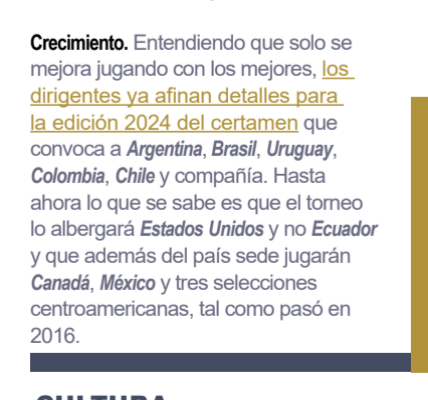 Crecimiento. Entendiendo que solo se
mejora jugando con los mejores, los
dirigentes ya afinan detalles para
la edición 2024 del certamen que
convoca a Argentina, Brasil, Uruguay,
Colombia, Chile y compañía. Hasta
ahora lo que se sabe es que el torneo
lo albergará Estados Unidos y no Ecuador
y que además del país sede jugarán
Canadá, México y tres selecciones
centroamericanas, tal como pasó en
2016.
CULTURA